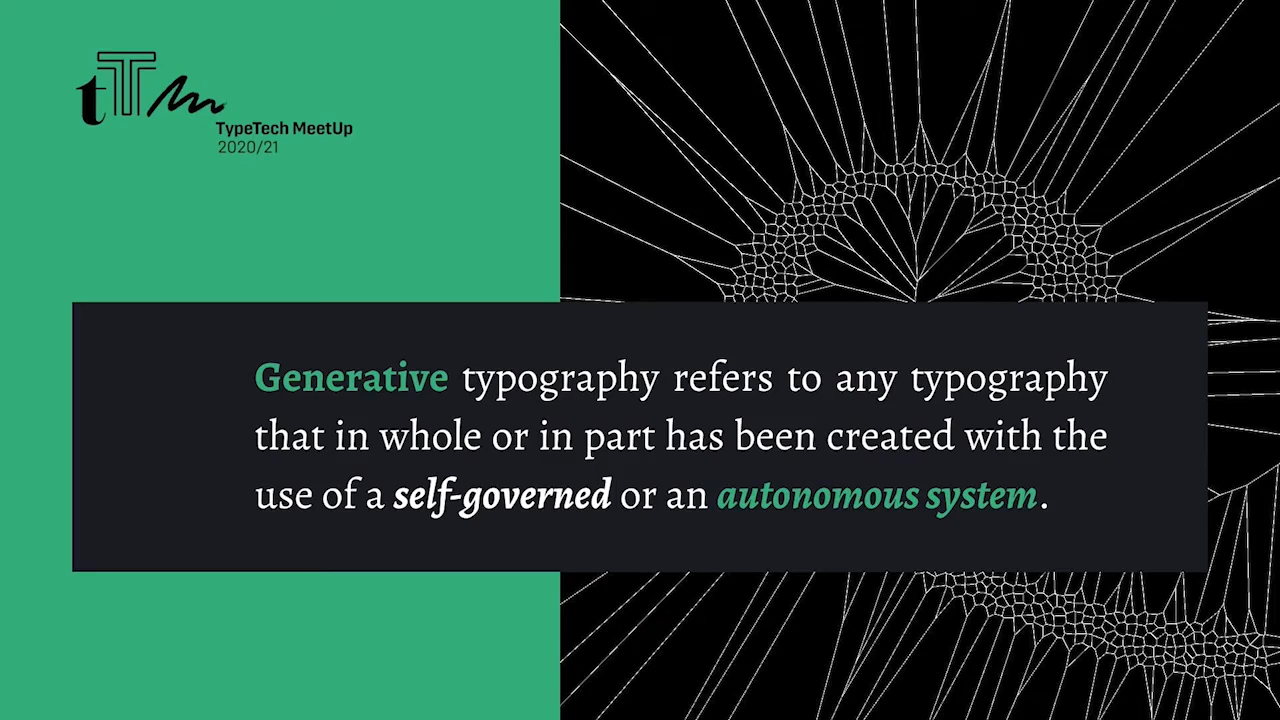 tTm
TypeTech MeetUp
2020/21
Generative typography refers to any typography
that in whole or in part has been created with the
use of a self-governed or an autonomous system.